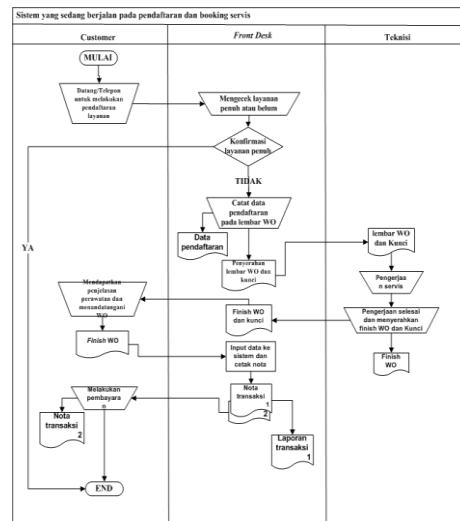 Sistem yang sedang berjalan pada pendaftaran dan booking servis
Customer
Front Desk
Teknisi
MULAI
Datang/Telepon
untuk melakukan
pendaftaran
layanan
Mengecek layanan
penuh atau belum
Konfirmasi
layanan penuh
TIDAK
YA
Catat data
pendaftaran
pada lembar WO
Data
pendaftaran
Penyerahan
lembar WO dan
kunci
lembar WO
dan Kunci
Pengerjaa
n servis
Pengerjaan selesai
dan menyerahkan
finish WO dan Kunci
Finish
WO
Finish WO
dan kunci
Mendapatkan
penjelasan
perawatan dan
menandatangani
WO
Finish WO
Input data ke
sistem dan
cetak nota
Nota
transaksi
1
2
Melakukan
pembayara
n
Nota
transaksi
2
Laporan
transaksi
1
END